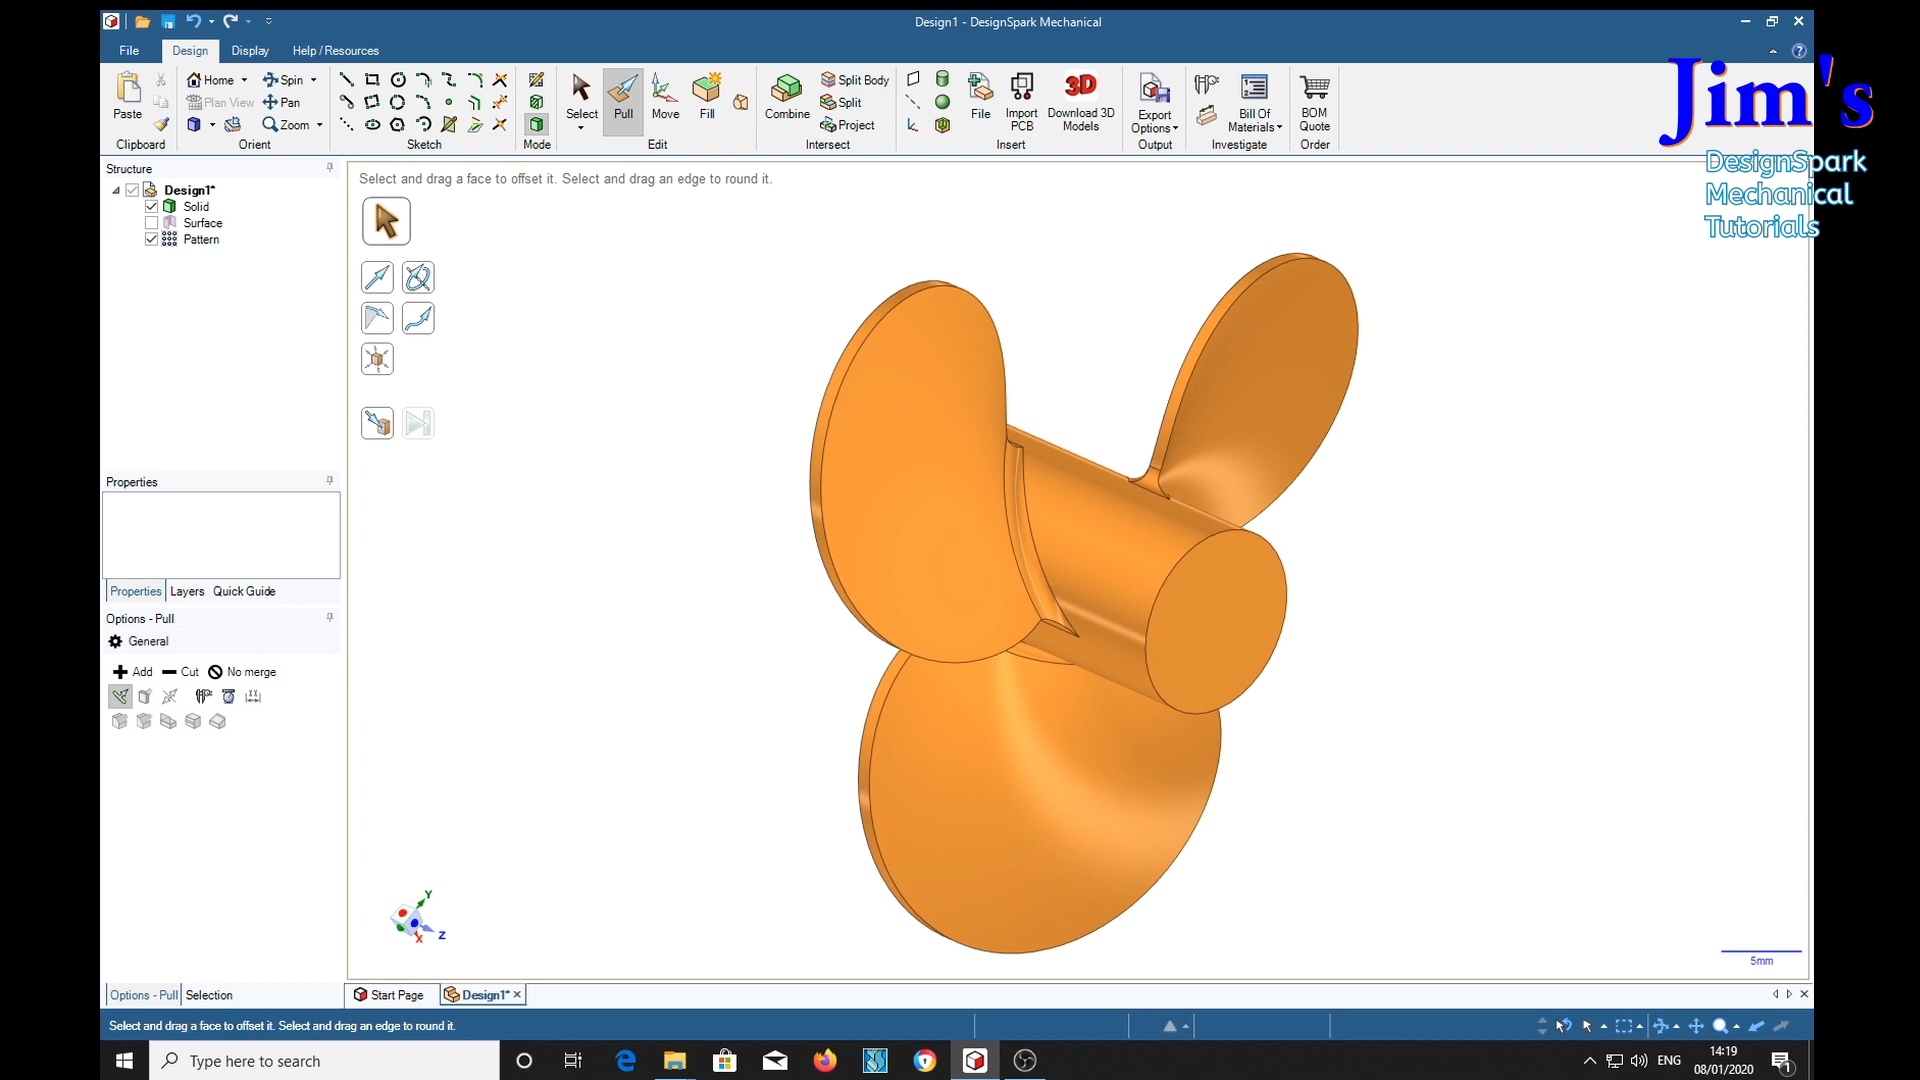 Design1 - DesignSpark Mechanical
File Design Display Help / Resources
Paste
Clipboard
Home Spin
Plan View Pan
Zoom
Orient
Sketch
Mode
Select Pull Move Fill
Edit
Combine Split Body
Split
Project
Intersect
File Import PCB Download 3D Models
Insert
Export Options
Output
Bill Of Materials
Investigate
BOM Quote
Order
3D
Jim's
DesignSpark
Mechanical
Tutorials
Structure
Design1*
Solid
Surface
Pattern
Select and drag a face to offset it. Select and drag an edge to round it.
Properties
Properties Layers Quick Guide
Options - Pull
General
Add Cut No merge
Y
Z
X
5mm
Options - Pull Selection
Start Page Design1*
Select and drag a face to offset it. Select and drag an edge to round it.
Type here to search
ENG
14:19
08/01/2020
1